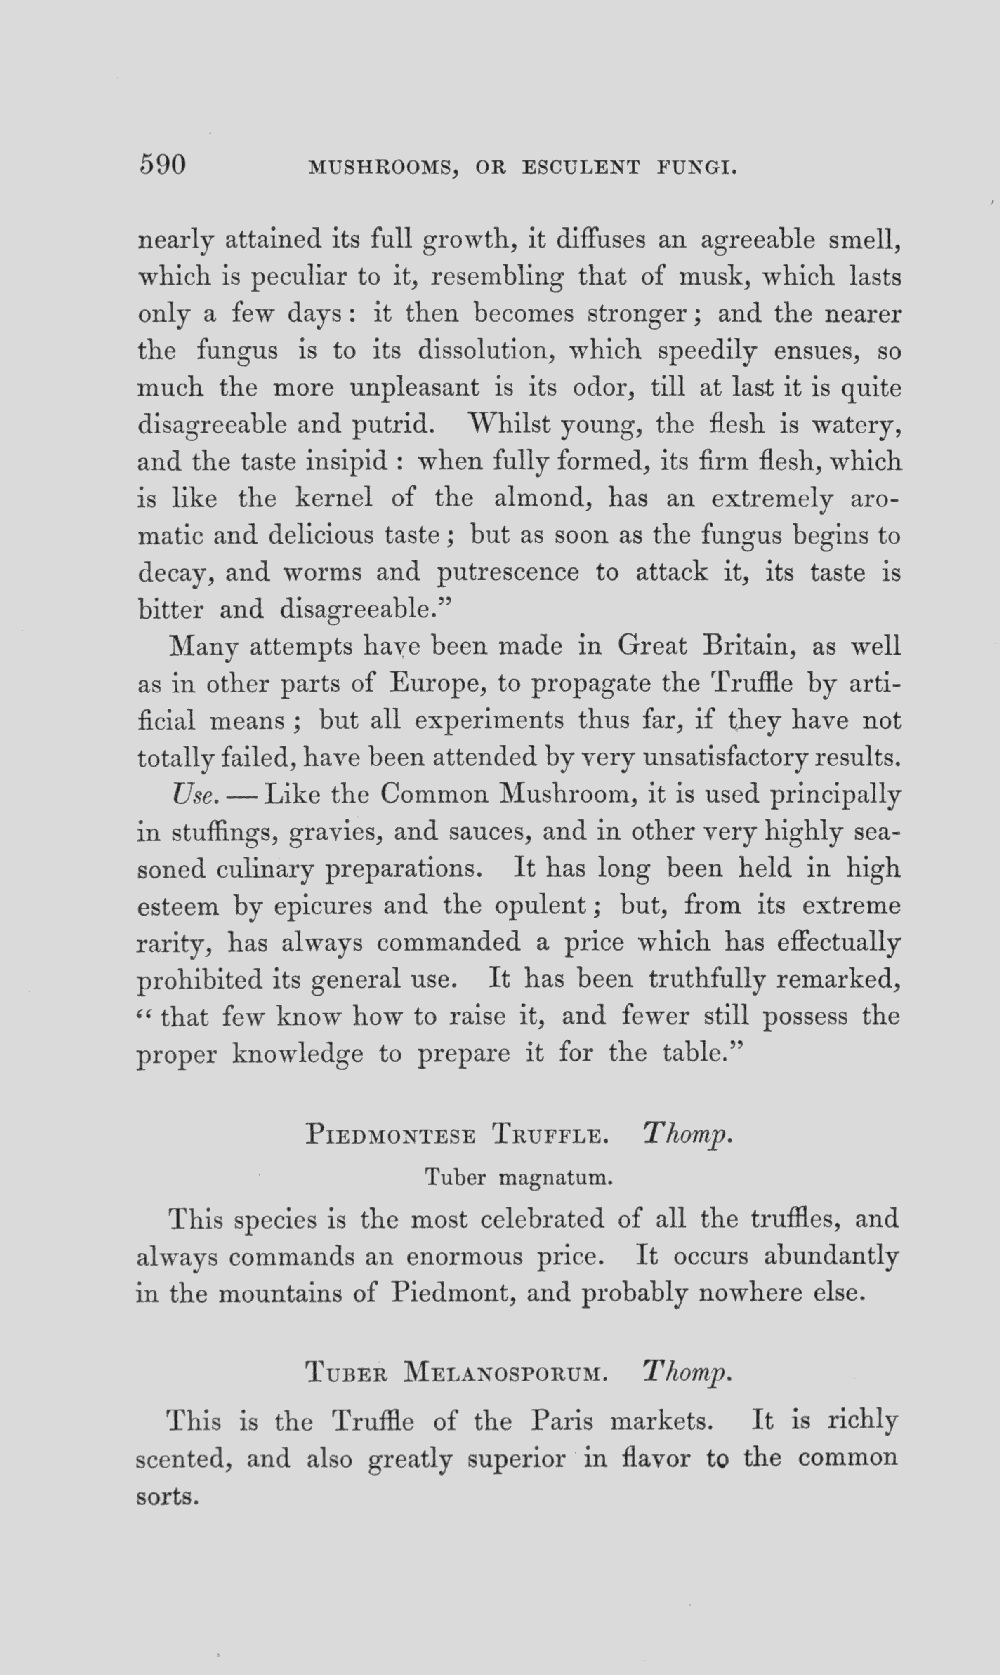 590 MUSHROOMS, OR ESCULENT FUNGI.
nearly attained its full growth, it diffuses an agreeable smell,
which is peculiar to it, resembling that of musk, which lasts
only a few days : it then becomes stronger ; and the nearer
the fungus is to its dissolution, which speedily ensues, so
much the more unpleasant is its odor, till at last it is quite
disagreeable and putrid. Whilst young, the flesh is watery,
and the taste insipid : when fully formed, its firm flesh, which
is like the kernel of the almond, has an extremely aro-
matic and delicious taste ; but as soon as the fungus begins to
decay, and worms and putrescence to attack it, its taste is
bitter and disagreeable.”
Many attempts have been made in Great Britain, as well
as in other parts of Europe, to propagate the Truffle by arti-
ficial means ; but all experiments thus far, if they have not
totally failed, have been attended by very unsatisfactory results.
Use. — Like the Common Mushroom, it is used principally
in stuffings, gravies, and sauces, and in other very highly sea-
soned culinary preparations. It has long been held in high
esteem by epicures and the opulent ; but, from its extreme
rarity, has always commanded a price which has effectually
prohibited its general use. It has been truthfully remarked,
“ that few know how to raise it, and fewer still possess the
proper knowledge to prepare it for the table.”
PIEDMONTESE TRUFFLE. Thomp.
Tuber magnatum.
This species is the most celebrated of all the truffles, and
always commands an enormous price. It occurs abundantly
in the mountains of Piedmont, and probably nowhere else.
TUBER MELANOSPORUM. Thomp.
This is the Truffle of the Paris markets. It is richly
scented, and also greatly superior in flavor to the common
sorts.